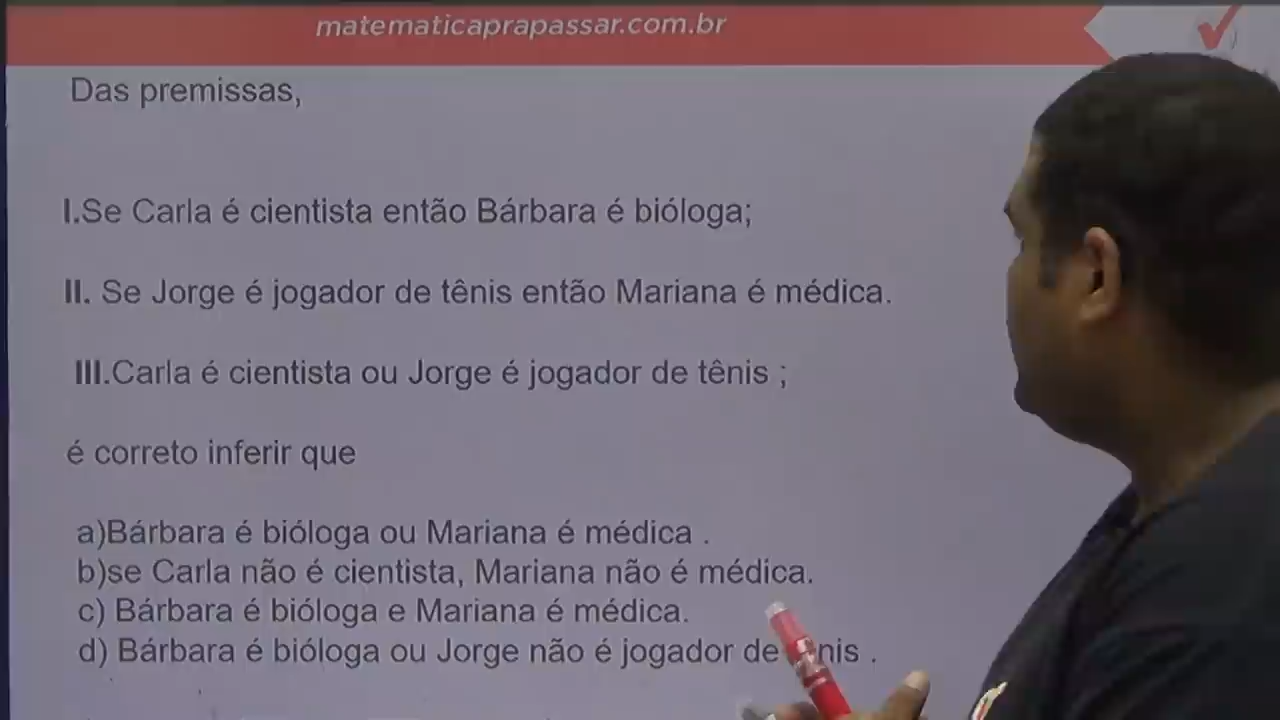 matematicaprapassar.com.br
Das premissas,
I.Se Carla é cientista então Bárbara é bióloga;
II. Se Jorge é jogador de tênis então Mariana é médica.
III.Carla é cientista ou Jorge é jogador de tênis ;
é correto inferir que
a)Bárbara é bióloga ou Mariana é médica .
b)se Carla não é cientista, Mariana não é médica.
c) Bárbara é bióloga e Mariana é médica.
d) Bárbara é bióloga ou Jorge não é jogador de .